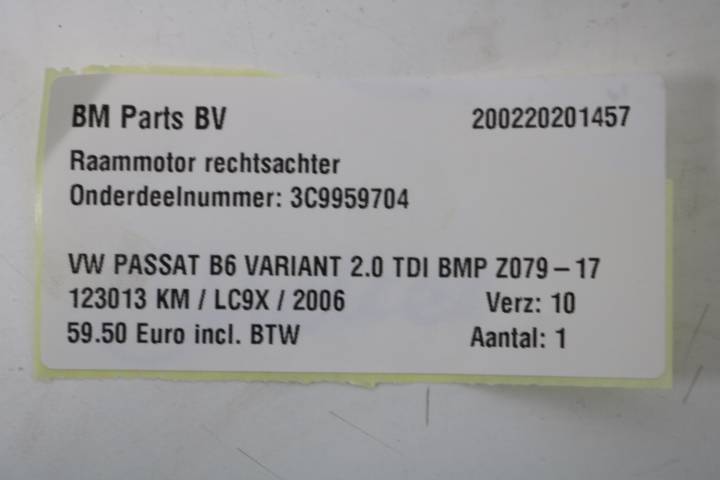 BM Parts BV 200220201457
Raammotor rechtsachter
Onderdeelnummer: 3C9959704
VW PASSAT B6 VARIANT 2.0 TDI BMP Z079-17
123013 KM / LC9X / 2006 Verz: 10
59.50 Euro incl. BTW Aantal: 1